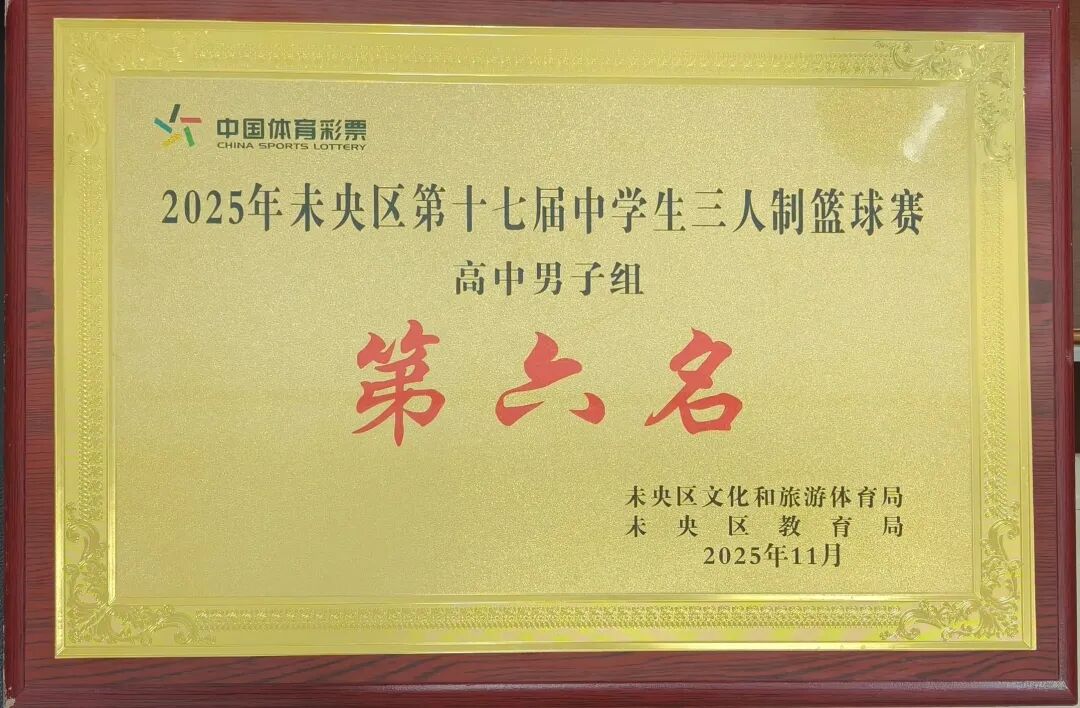 中国体育彩票
CHINA SPORTS LOTTERY
2025年未央区第十七届中学生三人制篮球赛
高中男子组
第六名
未央区文化和旅游体育局
未央区教育局
2025年11月